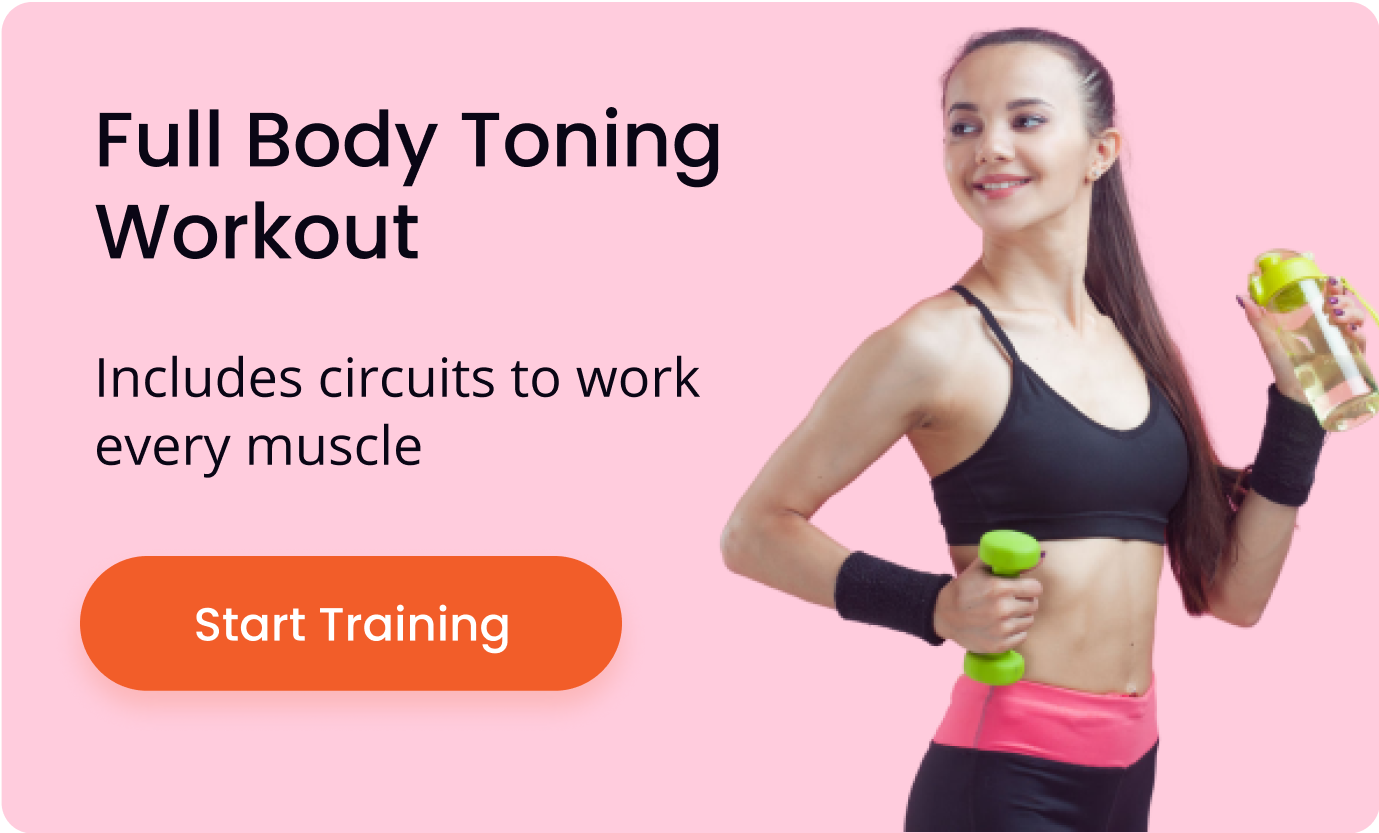 Full Body Toning
Workout
Includes circuits to work
every muscle
Start Training